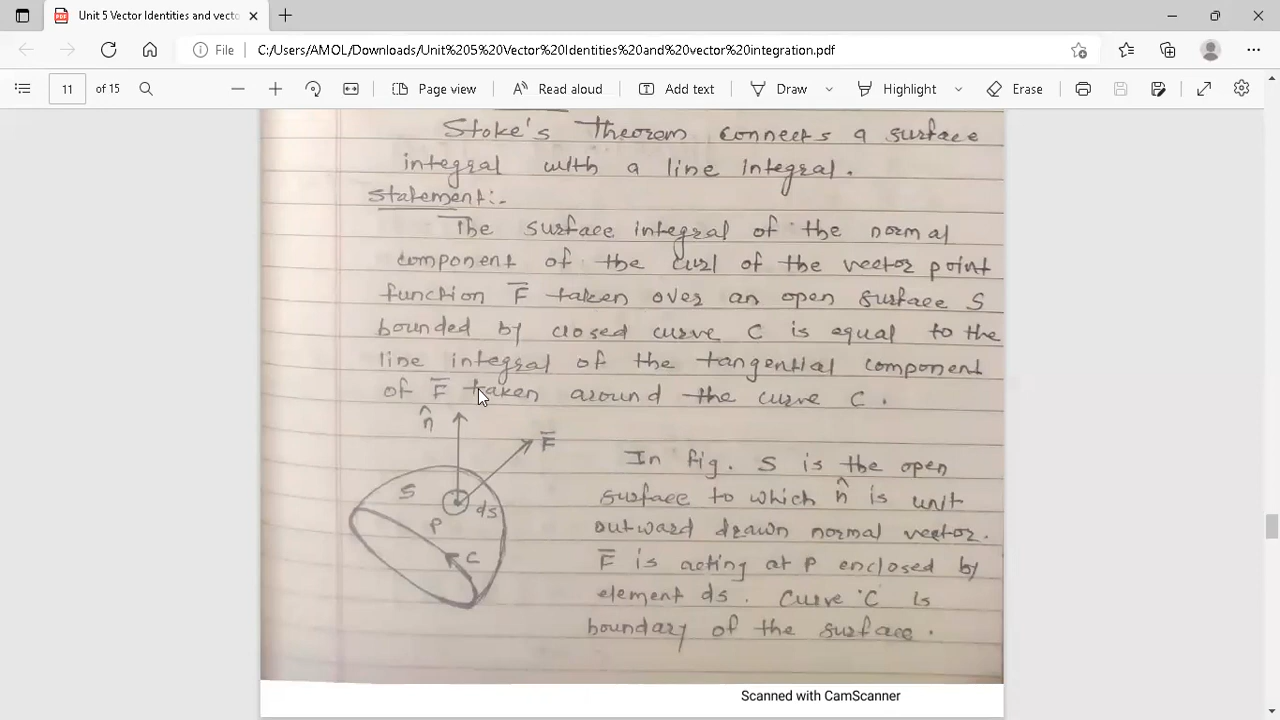 Unit 5 Vector Identities and vecto
File
C:/Users/AMOL/Downloads/Unit%205%20Vector%20Identities%20and%20vector%20integration.pdf
11 of 15
Page view
Read aloud
Add text
Draw
Highlight
Erase
Stoke's Theorem connects a surface
integral with a line integral.
Statement:-
The surface integral of the normal
component of the curl of the vector point
function F̅ taken over an open surface S
bounded by closed curve C is equal to the
line integral of the tangential component
of F̅ taken around the curve C.
n̂
F̅
S
ds
P
C
In fig. S is the open
surface to which n̂ is unit
outward drawn normal vector.
F̅ is acting at P enclosed by
element ds. Curve 'C is
boundary of the surface.
Scanned with CamScanner